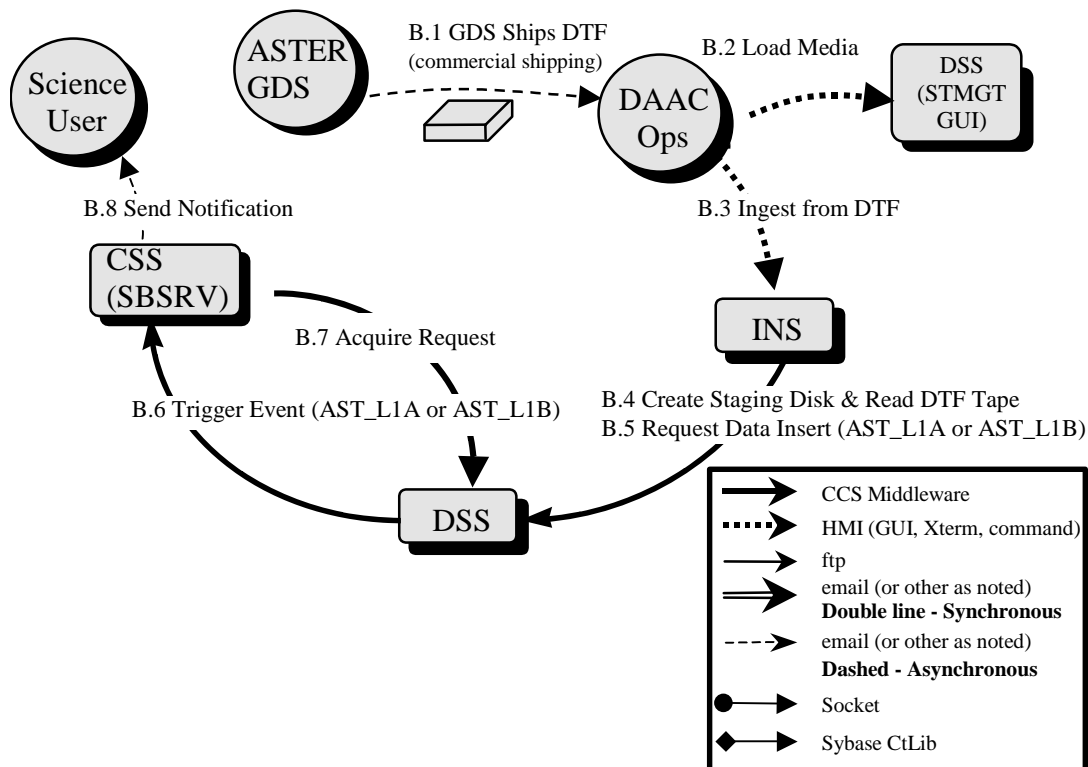 Science
User
ASTER
GDS
B.1 GDS Ships DTF
(commercial shipping)
DAAC
Ops
B.2 Load Media
DSS
(STMGT
GUI)
B.8 Send Notification
B.3 Ingest from DTF
CSS
(SBSRV)
B.7 Acquire Request
INS
B.6 Trigger Event (AST_L1A or AST_L1B)
B.4 Create Staging Disk & Read DTF Tape
B.5 Request Data Insert (AST_L1A or AST_L1B)
DSS
CCS Middleware
HMI (GUI, Xterm, command)
ftp
email (or other as noted)
Double line - Synchronous
email (or other as noted)
Dashed - Asynchronous
Socket
Sybase CtLib